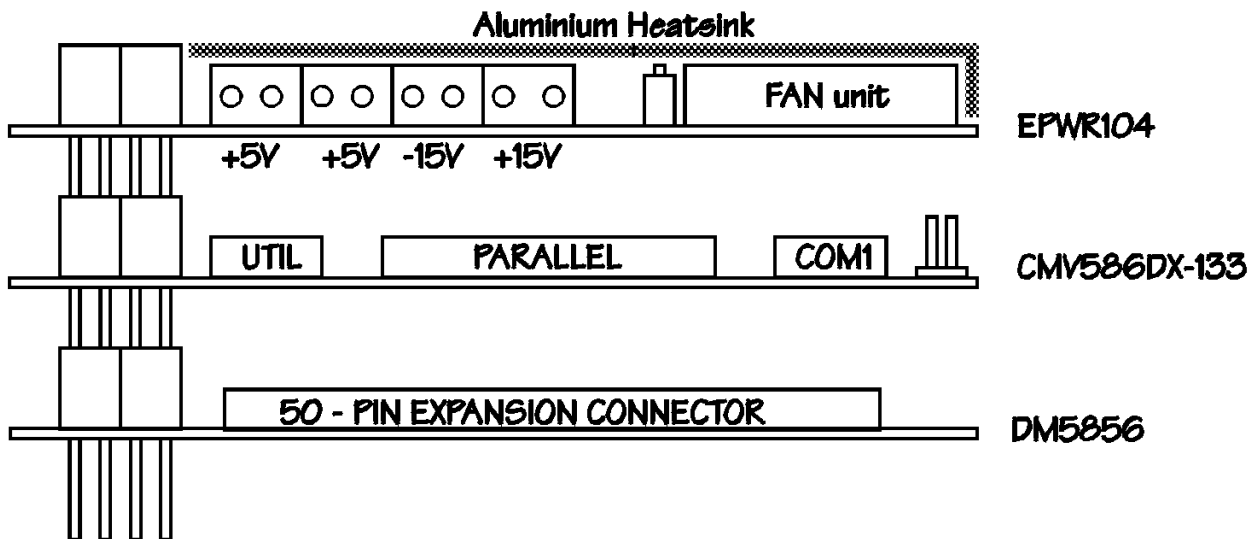 Aluminium Heatsink
FAN unit
EPWR104
+5V +5V -15V +15V
UTIL PARALLEL COM1
CMV586DX-133
50 - PIN EXPANSION CONNECTOR
DM5856